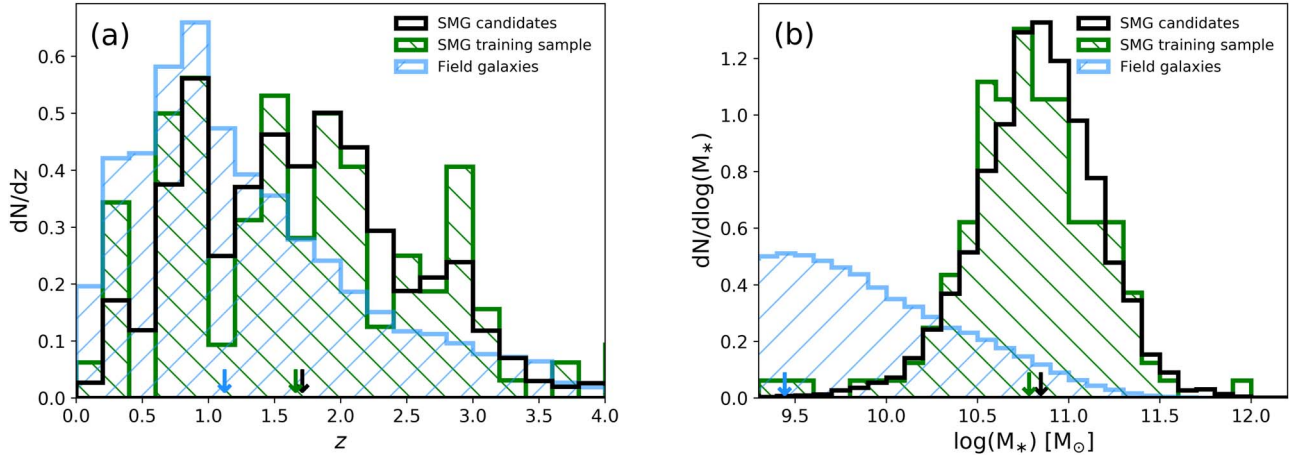 (a)
SMG candidates
SMG training sample
Field galaxies
dN/dz
0.7
0.6
0.5
0.4
0.3
0.2
0.1
0.0
0.0 0.5 1.0 1.5 2.0 2.5 3.0 3.5 4.0
z
(b)
SMG candidates
SMG training sample
Field galaxies
dN/dlog(M*)
1.2
1.0
0.8
0.6
0.4
0.2
0.0
9.5 10.0 10.5 11.0 11.5 12.0
log(M*) [M⊙]